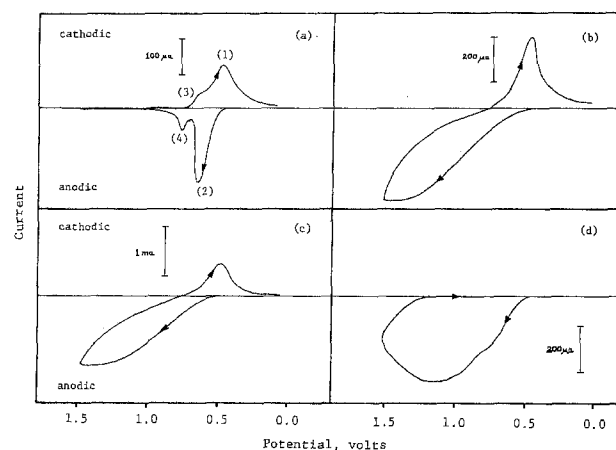 cathodic
(a)
100 μa
(1)
(3)
(4)
(2)
anodic
(b)
200 μa
Current
cathodic
(c)
1 ma
anodic
(d)
200 μa
1.5 1.0 0.5 0.0 1.5 1.0 0.5 0.0
Potential, volts